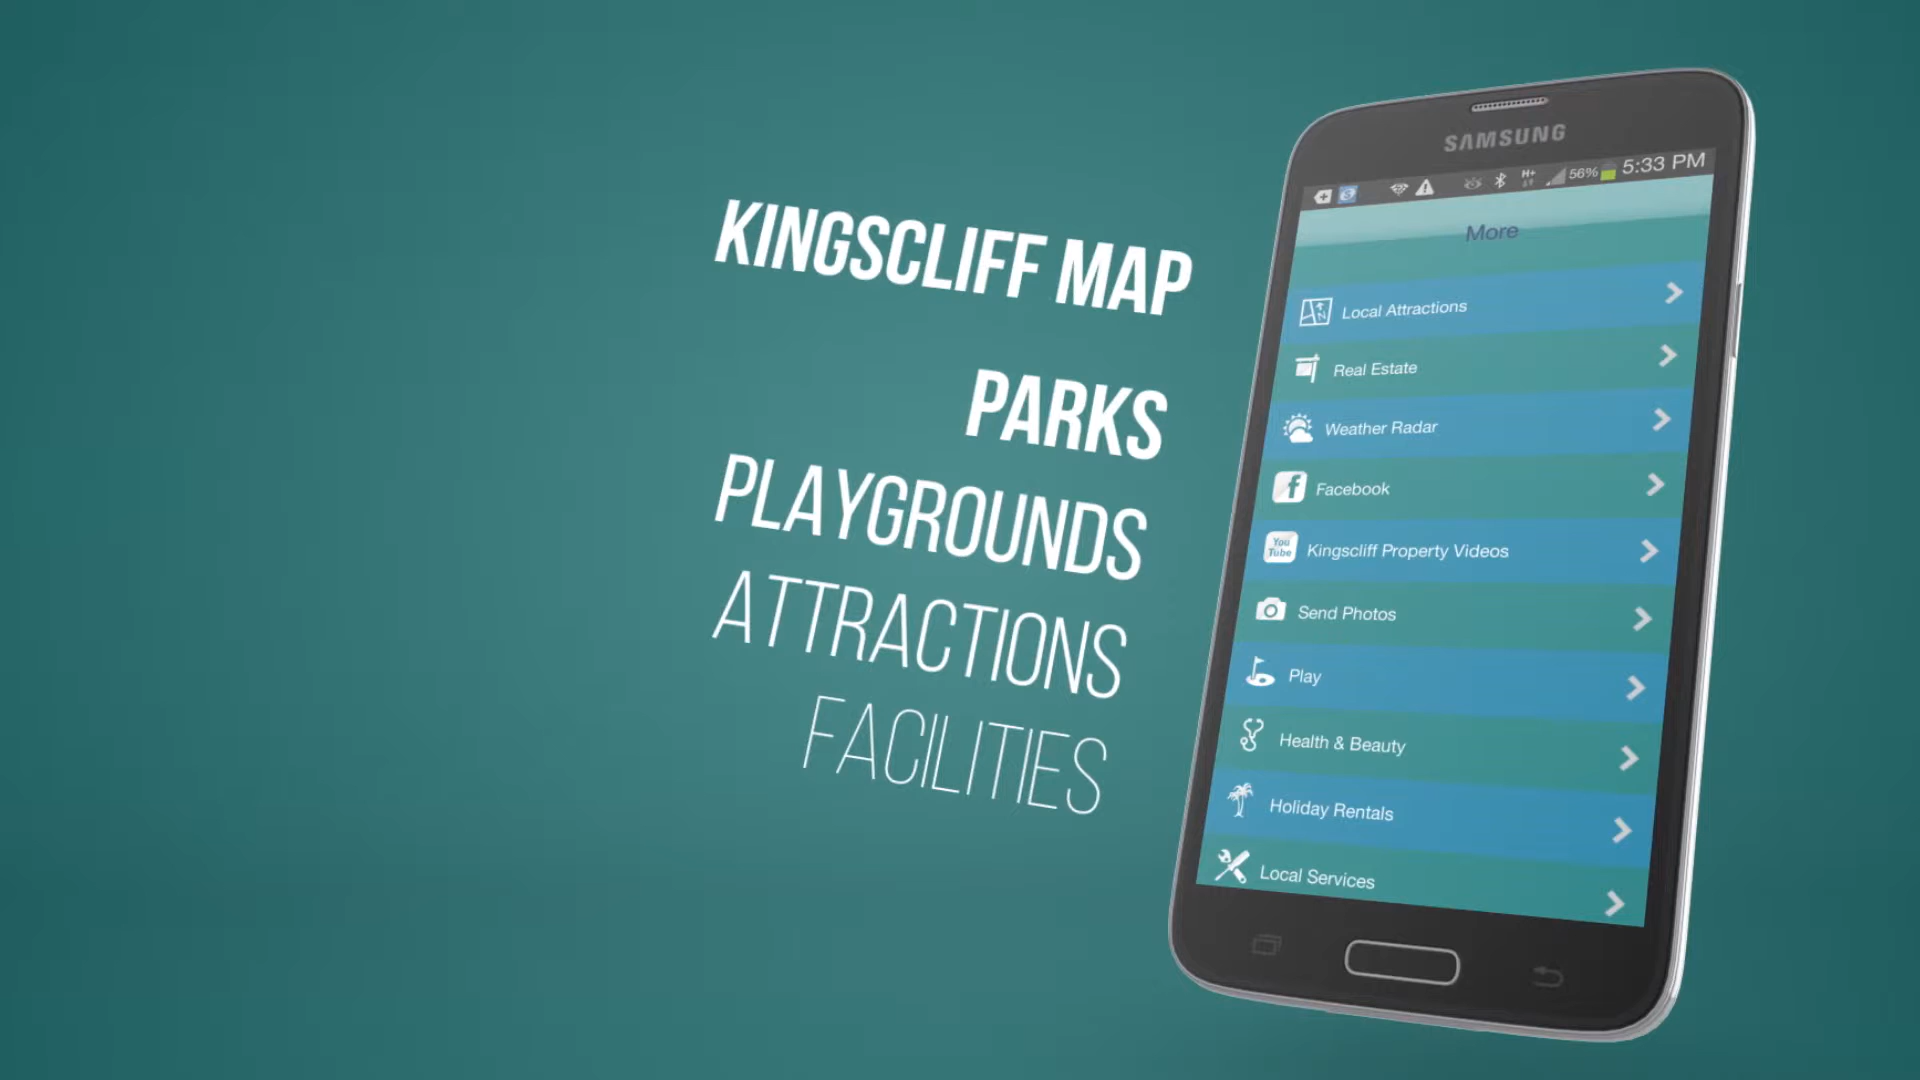 KINGSCLIFF MAP
PARKS
PLAYGROUNDS
ATTRACTIONS
FACILITIES
SAMSUNG
H+ 56% 5:33 PM
More
Local Attractions
Real Estate
Weather Radar
Facebook
You Tube Kingscliff Property Videos
Send Photos
Play
Health & Beauty
Holiday Rentals
Local Services